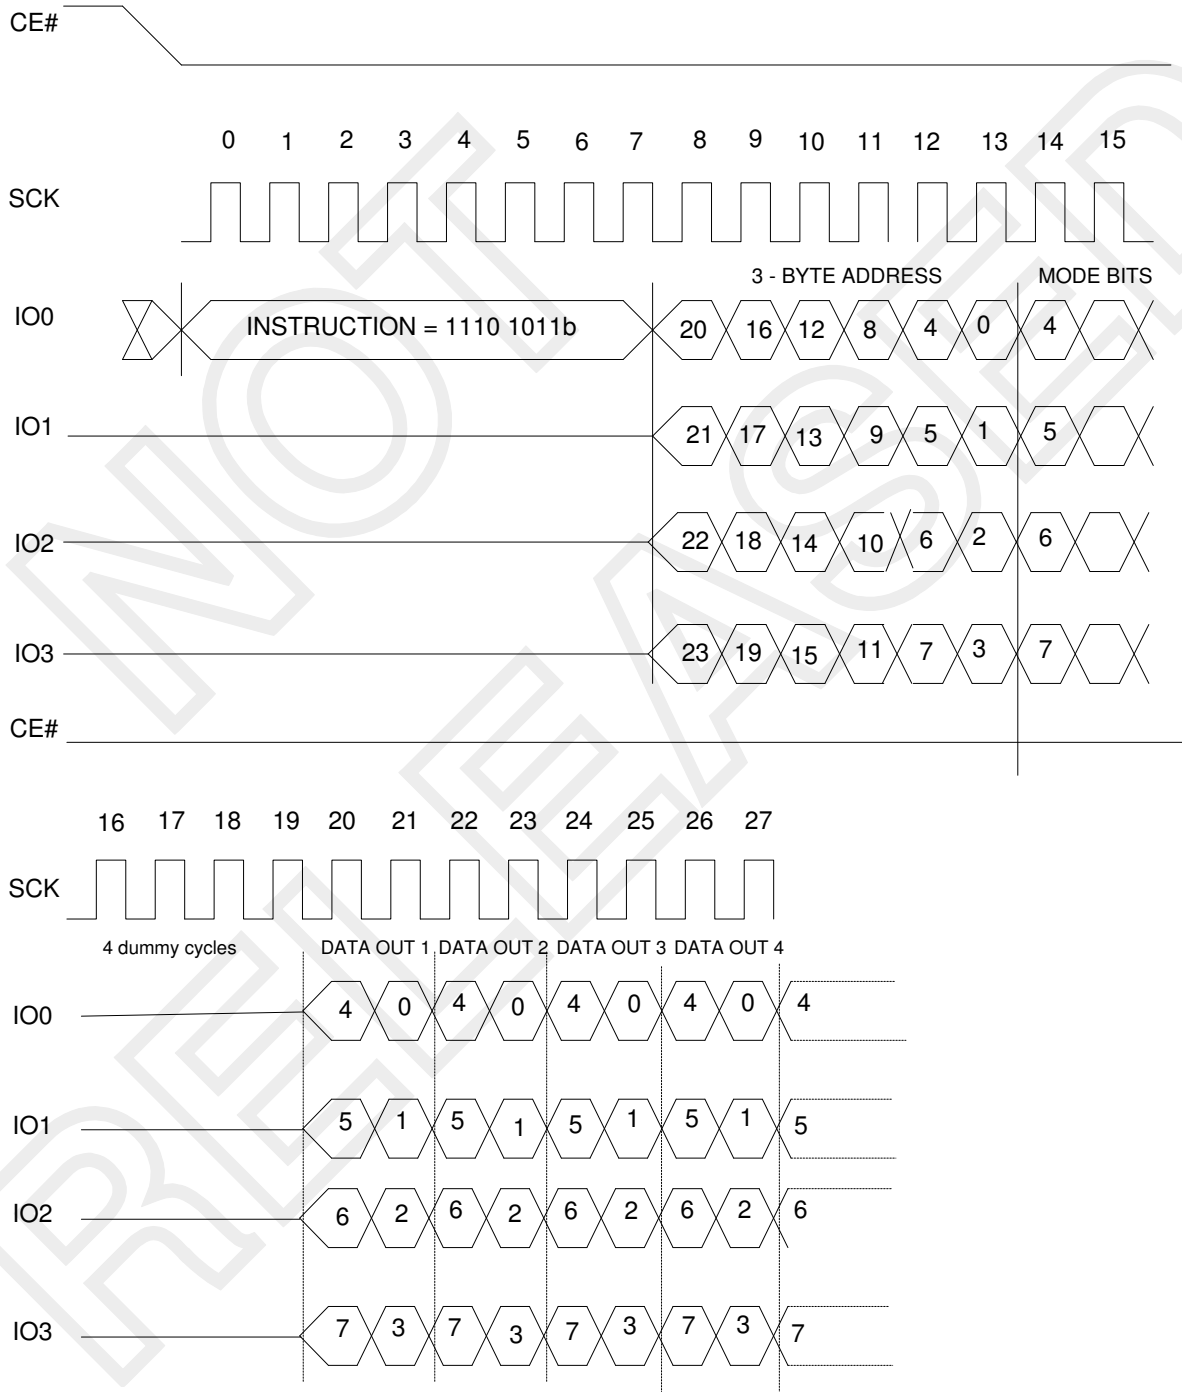 CE#
0 1 2 3 4 5 6 7 8 9 10 11 12 13 14 15
SCK
3 - BYTE ADDRESS MODE BITS
IO0 INSTRUCTION = 1110 1011b 20 16 12 8 4 0 4
IO1 21 17 13 9 5 1 5
IO2 22 18 14 10 6 2 6
IO3 23 19 15 11 7 3 7
CE#
16 17 18 19 20 21 22 23 24 25 26 27
SCK
4 dummy cycles DATA OUT 1 DATA OUT 2 DATA OUT 3 DATA OUT 4
IO0 4 0 4 0 4 0 4 0 4
IO1 5 1 5 1 5 1 5 1 5
IO2 6 2 6 2 6 2 6 2 6
IO3 7 3 7 3 7 3 7 3 7
NOT
RELEASED